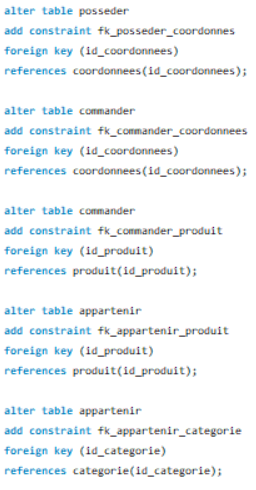 alter table posseder
add constraint fk_posseder_coordonnes
foreign key (id_coordonnees)
references coordonnees(id_coordonnees);
alter table commander
add constraint fk_commander_coordonnees
foreign key (id_coordonnees)
references coordonnees(id_coordonnees);
alter table commander
add constraint fk_commander_produit
foreign key (id_produit)
references produit(id_produit);
alter table appartenir
add constraint fk_appartenir_produit
foreign key (id_produit)
references produit(id_produit);
alter table appartenir
add constraint fk_appartenir_categorie
foreign key (id_categorie)
references categorie(id_categorie);